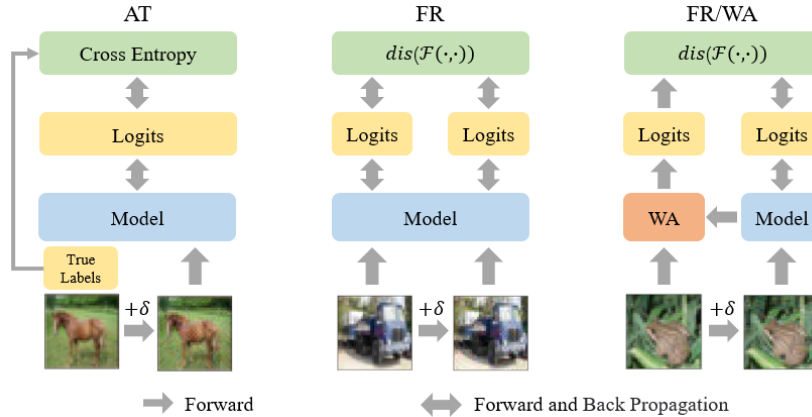 AT
FR
FR/WA
Cross Entropy
dis(ℱ(·,·))
dis(ℱ(·,·))
Logits
Logits
Logits
Logits
Logits
Model
Model
WA
Model
True
Labels
+δ
+δ
+δ
Forward
Forward and Back Propagation